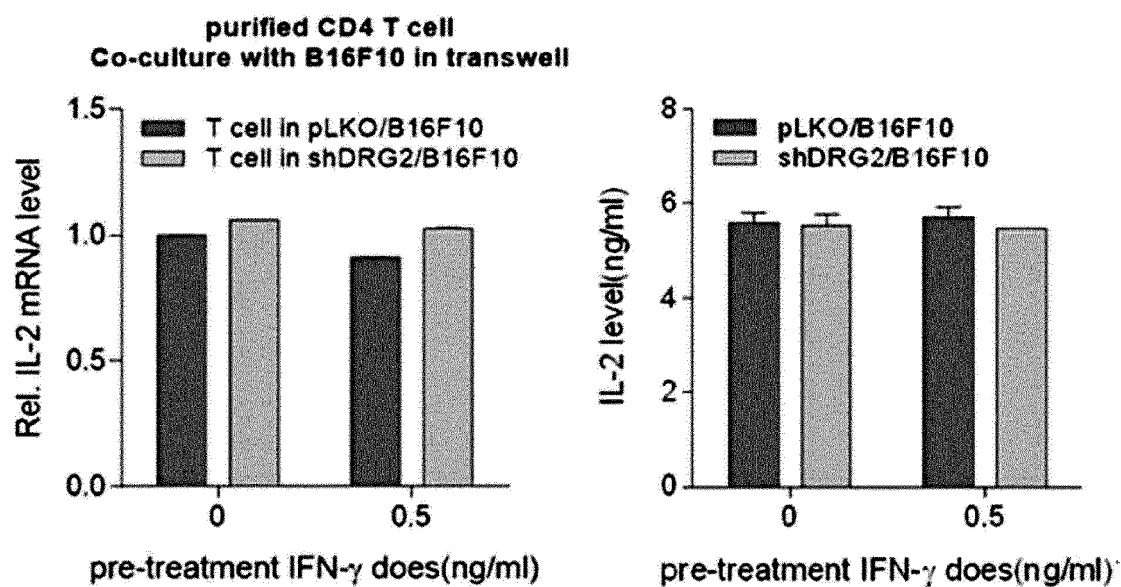 purified CD4 T cell
Co-culture with B16F10 in transwell
Rel. IL-2 mRNA level
1.5
1.0
0.5
0.0
T cell in pLKO/B16F10
T cell in shDRG2/B16F10
0
0.5
pre-treatment IFN-γ does(ng/ml)
IL-2 level(ng/ml)
8
6
4
2
0
pLKO/B16F10
shDRG2/B16F10
0
0.5
pre-treatment IFN-γ does(ng/ml)